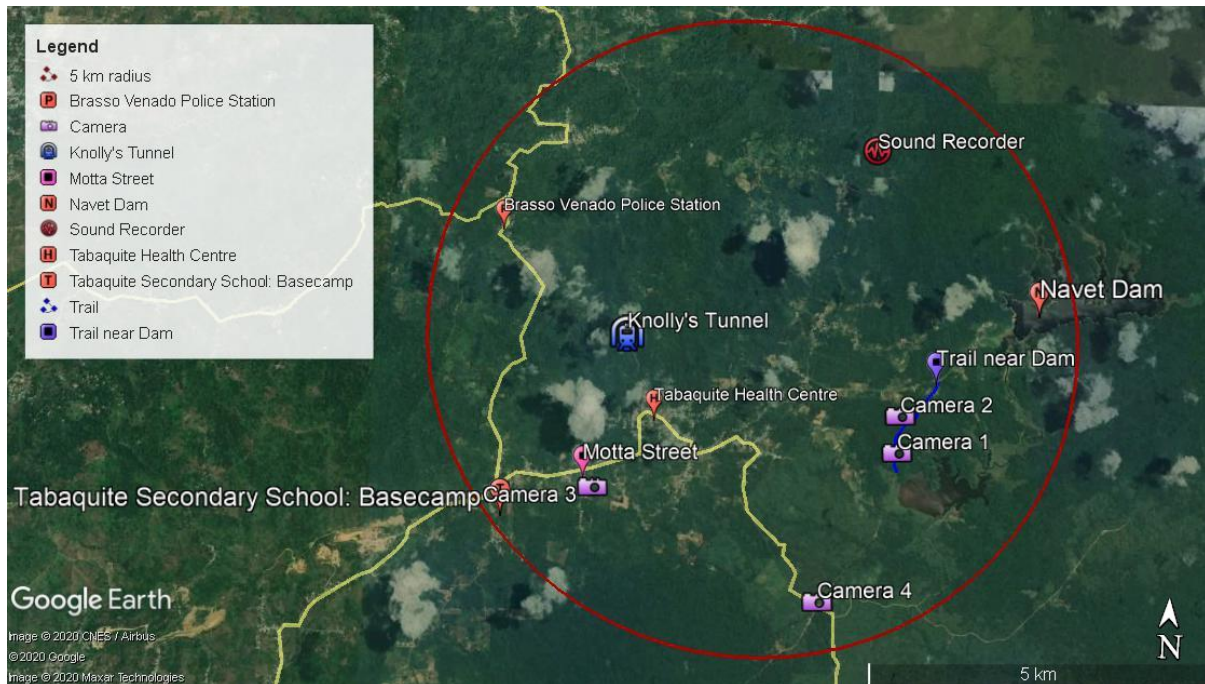 Legend
5 km radius
Brasso Venado Police Station
Camera
Knolly's Tunnel
Motta Street
Navet Dam
Sound Recorder
Tabaquite Health Centre
Tabaquite Secondary School: Basecamp
Trail
Trail near Dam
Sound Recorder
Brasso Venado Police Station
Navet Dam
Knolly's Tunnel
Trail near Dam
Tabaquite Health Centre
Camera 2
Camera 1
Motta Street
Tabaquite Secondary School: Basecamp
Camera 3
Camera 4
Google Earth
Image © 2020 CNES / Airbus
© 2020 Google
Image © 2020 Maxar Technologies
N
5 km